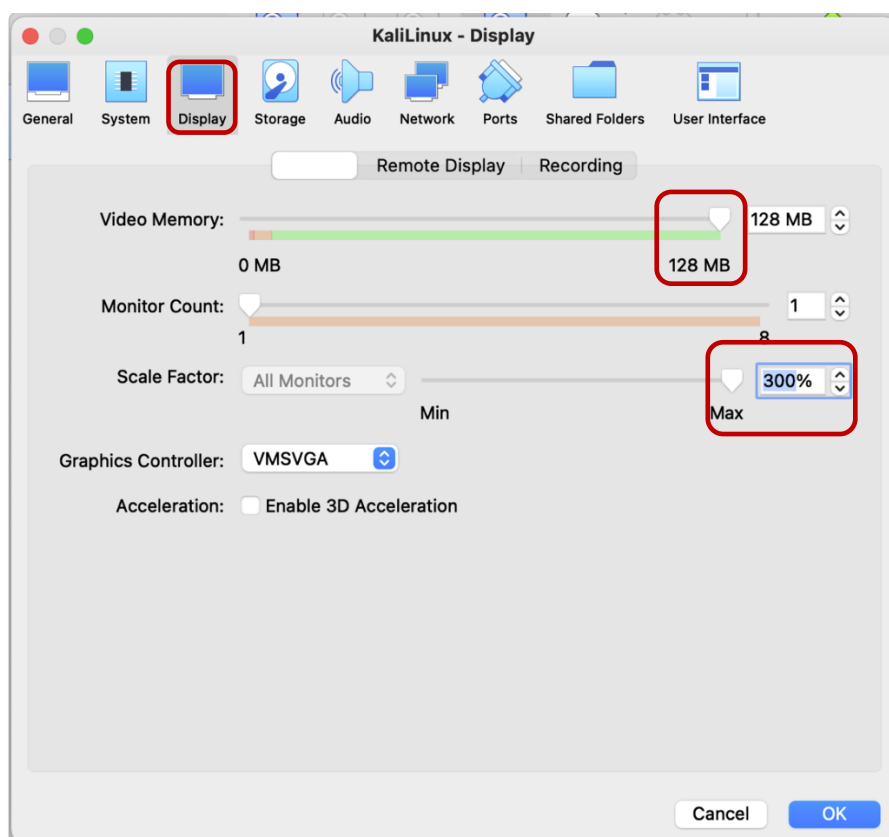 KaliLinux - Display
General System Display Storage Audio Network Ports Shared Folders User Interface
Remote Display Recording
Video Memory: 128 MB
0 MB 128 MB
Monitor Count: 1
1 8
Scale Factor: All Monitors 300%
Min Max
Graphics Controller: VMSVGA
Acceleration: Enable 3D Acceleration
Cancel OK